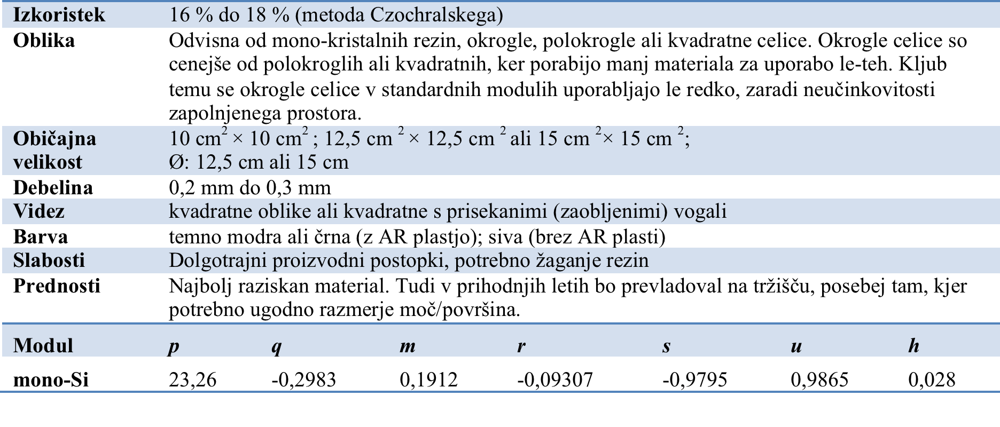 Izkoristek 16 % do 18 % (metoda Czochralskega)
Oblika Odvisna od mono-kristalnih rezin, okrogle, polokrogle ali kvadratne celice. Okrogle celice so
cenejše od polokroglih ali kvadratnih, ker porabijo manj materiala za uporabo le-teh. Kljub
temu se okrogle celice v standardnih modulih uporabljajo le redko, zaradi neučinkovitosti
zapolnjenega prostora.
Običajna 10 cm² × 10 cm² ; 12,5 cm ² × 12,5 cm ² ali 15 cm ²× 15 cm ²;
velikost Ø: 12,5 cm ali 15 cm
Debelina 0,2 mm do 0,3 mm
Videz kvadratne oblike ali kvadratne s prisekanimi (zaobljenimi) vogali
Barva temno modra ali črna (z AR plastjo); siva (brez AR plasti)
Slabosti Dolgotrajni proizvodni postopki, potrebno žaganje rezin
Prednosti Najbolj raziskan material. Tudi v prihodnjih letih bo prevladoval na tržišču, posebej tam, kjer
potrebno ugodno razmerje moč/površina.
Modul p q m r s u h
mono-Si 23,26 -0,2983 0,1912 -0,09307 -0,9795 0,9865 0,028